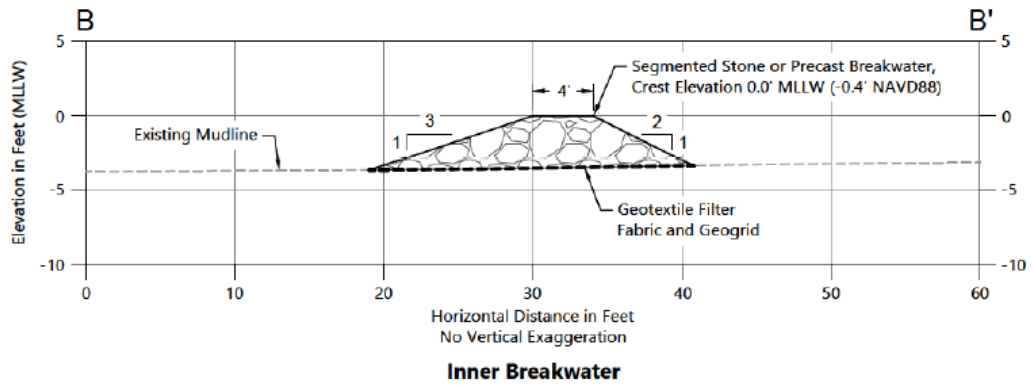 B
B'
5
5
Segmented Stone or Precast Breakwater,
Crest Elevation 0.0' MLLW (-0.4' NAVD88)
4'
0
0
3
2
Existing Mudline
1
1
-5
-5
Geotextile Filter
Fabric and Geogrid
-10
-10
Elevation in Feet (MLLW)
0
10
20
30
40
50
60
Horizontal Distance in Feet
No Vertical Exaggeration
Inner Breakwater